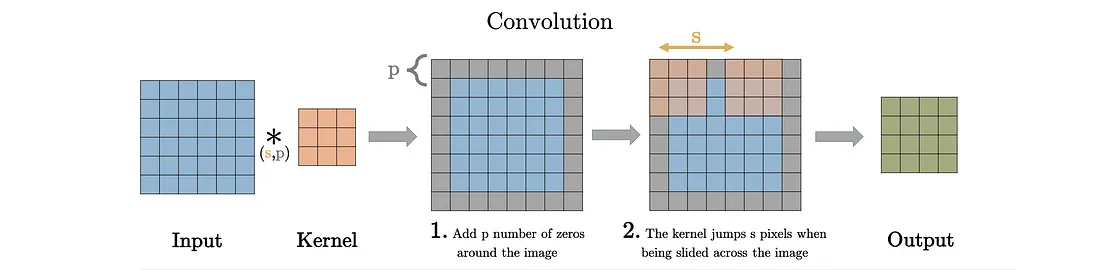 Convolution
s
p
*
(s,p)
Input
Kernel
1. Add p number of zeros
around the image
2. The kernel jumps s pixels when
being slided across the image
Output